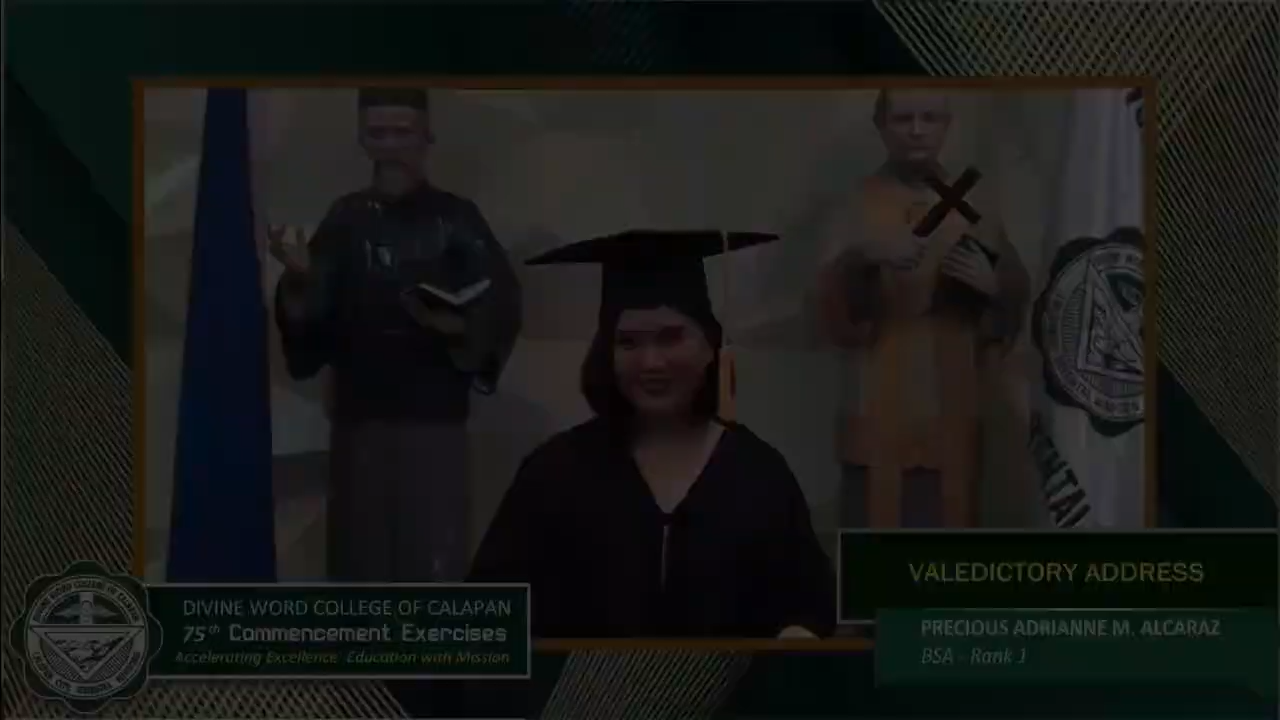 DIVINE WORD COLLEGE OF CALAPAN
75th Commencement Exercises
Accelerating Excellence: Education with Mission
VALEDICTORY ADDRESS
PRECIOUS ADRIANNE M. ALCARAZ
BSA - Rank 1